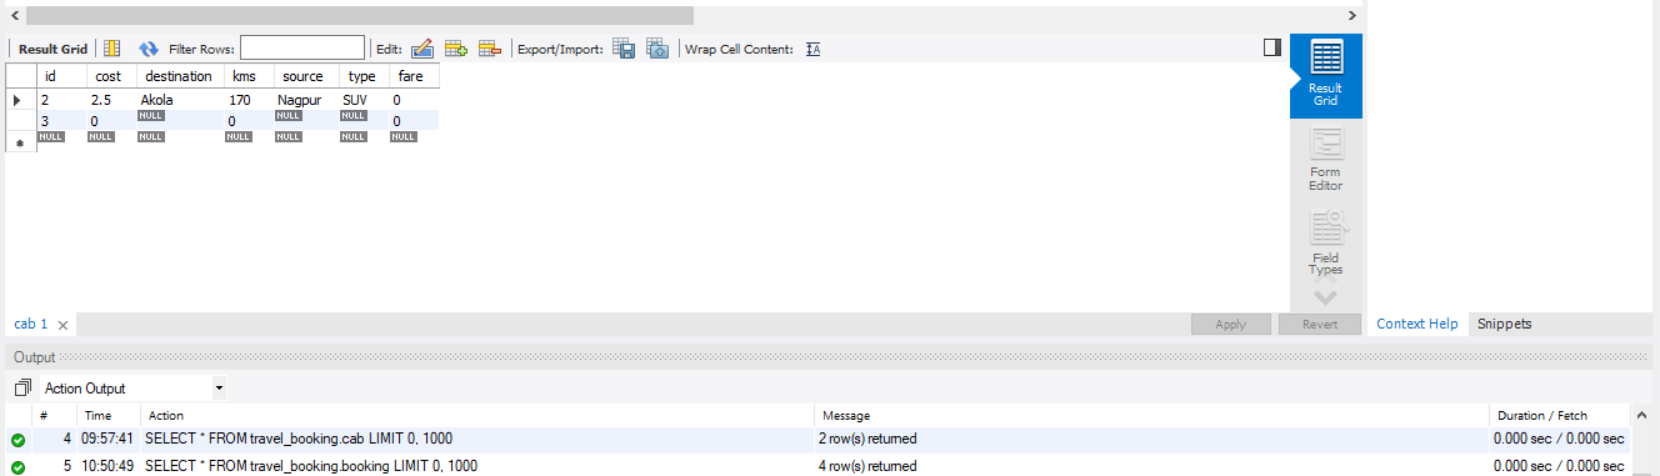 Result Grid Filter Rows: Edit: Export/Import: Wrap Cell Content: IA
id cost destination kms source type fare
2 2.5 Akola 170 Nagpur SUV 0
3 0 NULL 0 NULL NULL 0
NULL NULL NULL NULL NULL NULL NULL
Result
Grid
Form
Editor
Field
Types
cab 1 Apply Revert Context Help Snippets
Output
Action Output
# Time Action Message Duration / Fetch
4 09:57:41 SELECT * FROM travel_booking.cab LIMIT 0, 1000 2 row(s) returned 0.000 sec / 0.000 sec
5 10:50:49 SELECT * FROM travel_booking.booking LIMIT 0, 1000 4 row(s) returned 0.000 sec / 0.000 sec